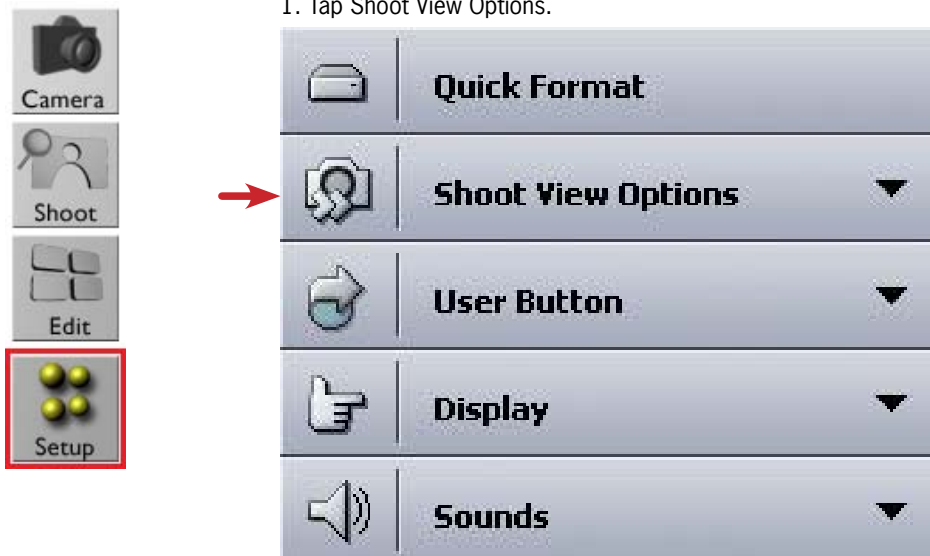 1. Tap Shoot View Options.
Camera
Shoot
Edit
Setup
Quick Format
Shoot View Options
User Button
Display
Sounds